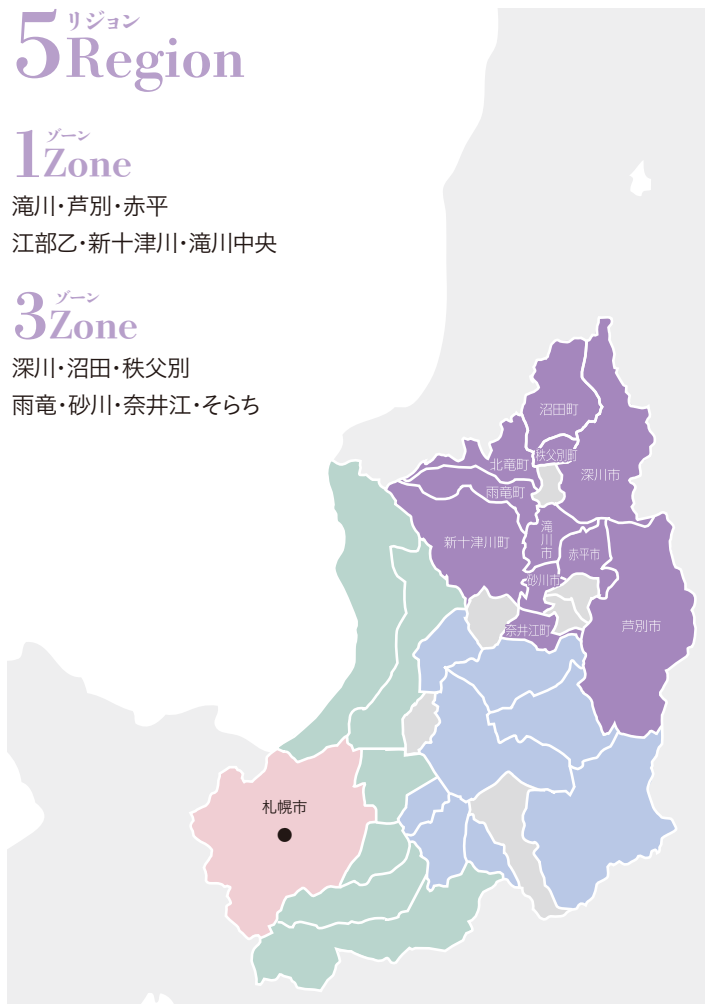 リジョン
5Region
ゾーン
1Zone
滝川・芦別・赤平
江部乙・新十津川・滝川中央
ゾーン
3Zone
深川・沼田・秩父別
雨竜・砂川・奈井江・そらち
沼田町
秩父別町
北竜町
深川市
雨竜町
滝川市
新十津川町
赤平市
砂川市
芦別市
奈井江町
札幌市